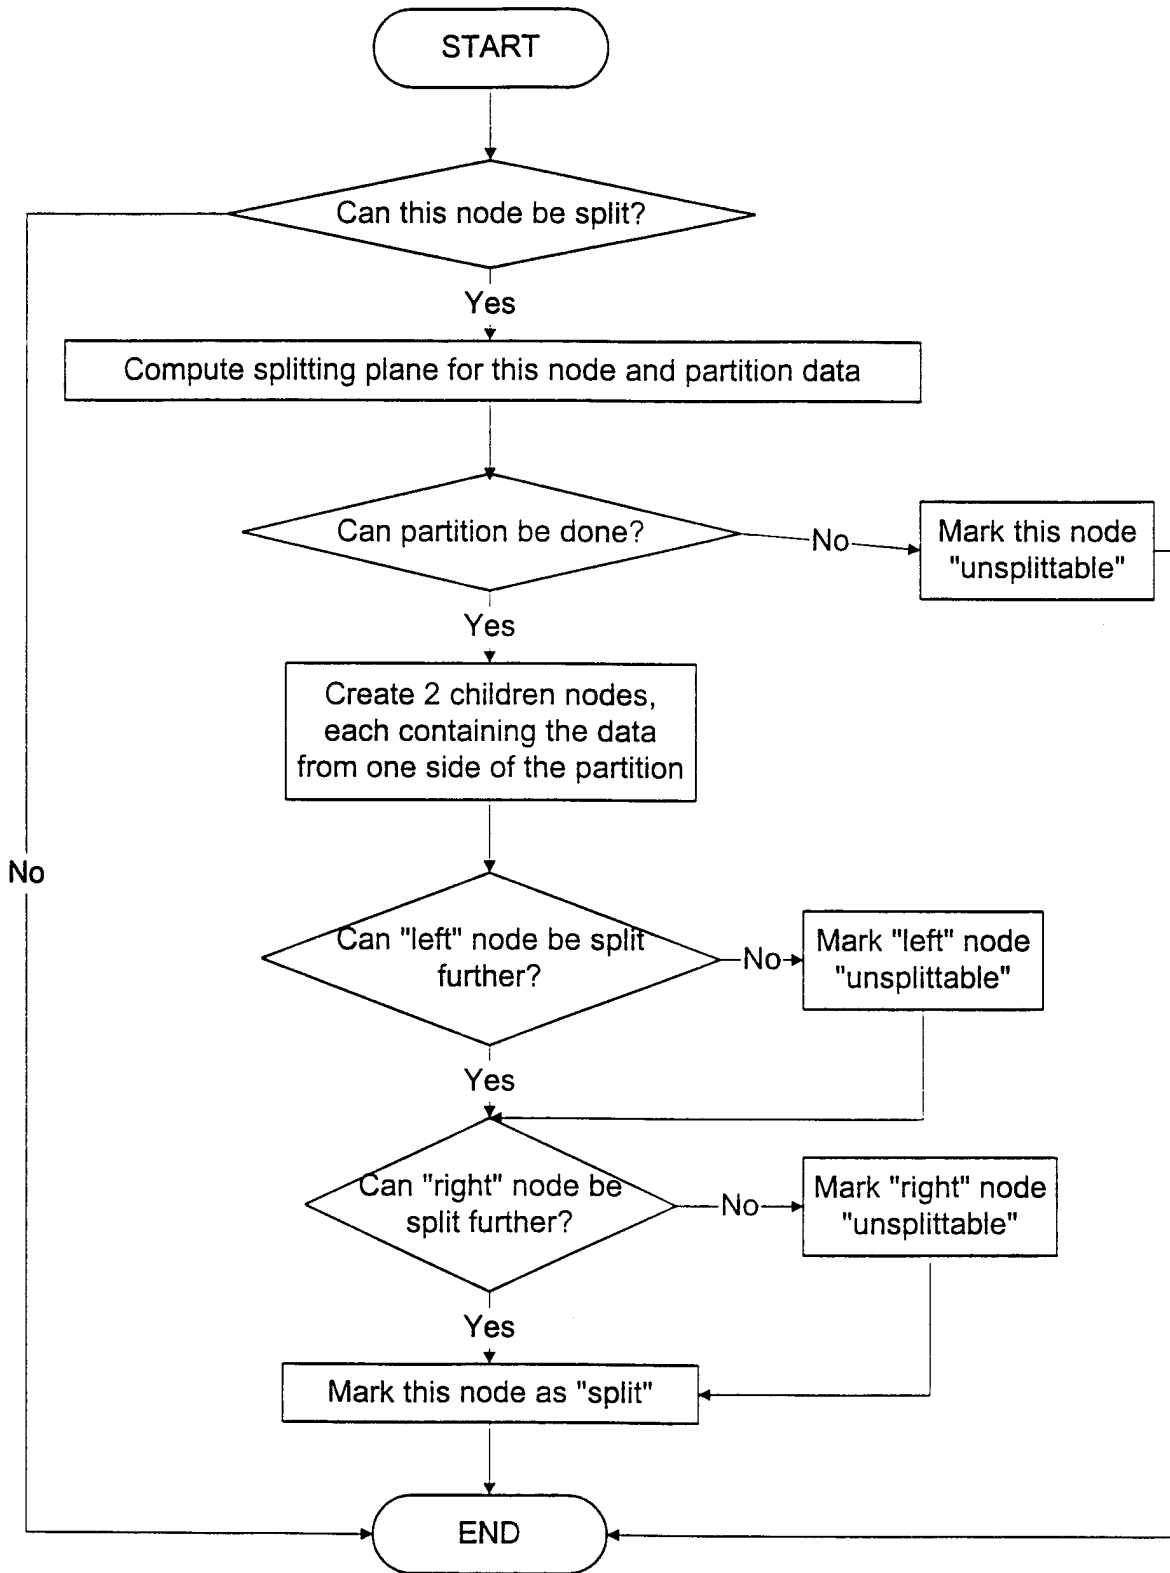 START
Can this node be split?
Yes
Compute splitting plane for this node and partition data
Can partition be done?
No
Mark this node
"unsplittable"
Yes
Create 2 children nodes,
each containing the data
from one side of the partition
No
Can "left" node be split
further?
No
Mark "left" node
"unsplittable"
Yes
Can "right" node be
split further?
No
Mark "right" node
"unsplittable"
Yes
Mark this node as "split"
END